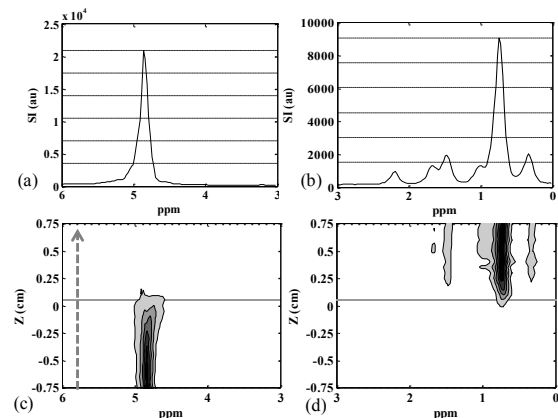 x 10⁴
2.5
2
1.5
1
0.5
0
SI (au)
(a)
6 5 4 3
ppm
10000
8000
6000
4000
2000
0
SI (au)
(b)
3 2 1 0
ppm
0.75
0.5
0.25
0
-0.25
-0.5
-0.75
Z (cm)
(c)
6 5 4 3
ppm
0.75
0.5
0.25
0
-0.25
-0.5
-0.75
Z (cm)
(d)
3 2 1 0
ppm